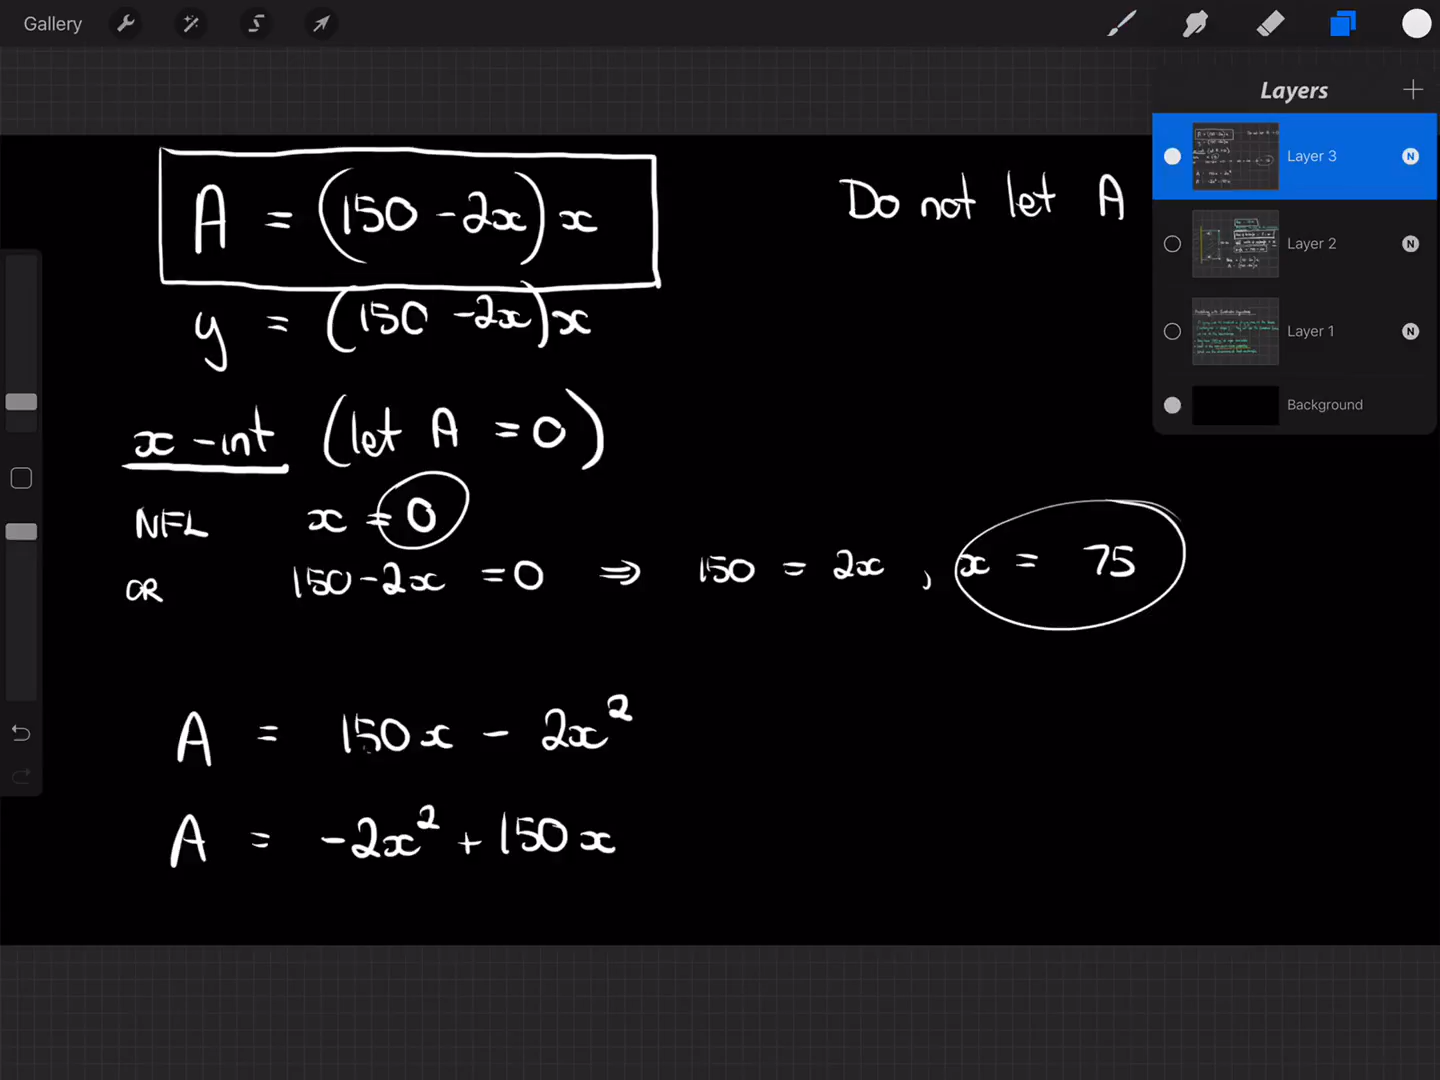 Gallery
Layers
A = (150 - 2x) x
Do not let A
y = (150 - 2x) x
x - int (let A = 0)
NFL x = 0
OR 150 - 2x = 0 ⇒ 150 = 2x , x = 75
A = 150x - 2x²
A = -2x² + 150x
Layer 3 N
Layer 2 N
Layer 1 N
Background